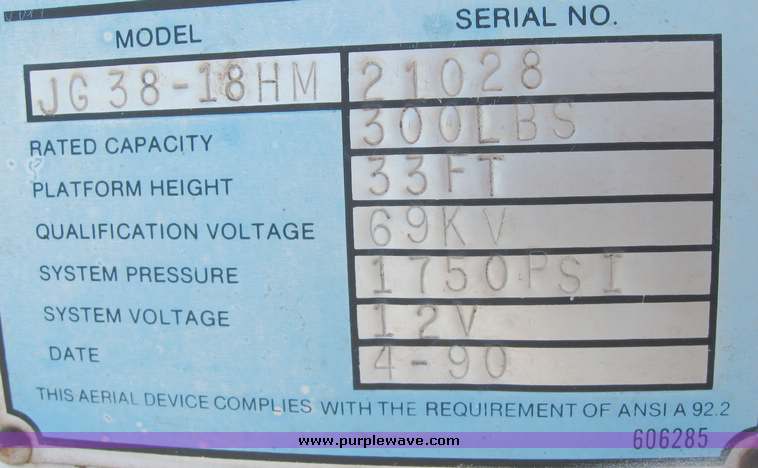 MODEL SERIAL NO.
JG38-18HM 21028
RATED CAPACITY 300LBS
PLATFORM HEIGHT 33FT
QUALIFICATION VOLTAGE 69KV
SYSTEM PRESSURE 1750PSI
SYSTEM VOLTAGE 12V
DATE 4-90
THIS AERIAL DEVICE COMPLIES WITH THE REQUIREMENT OF ANSI A 92.2
www.purplewave.com 606285